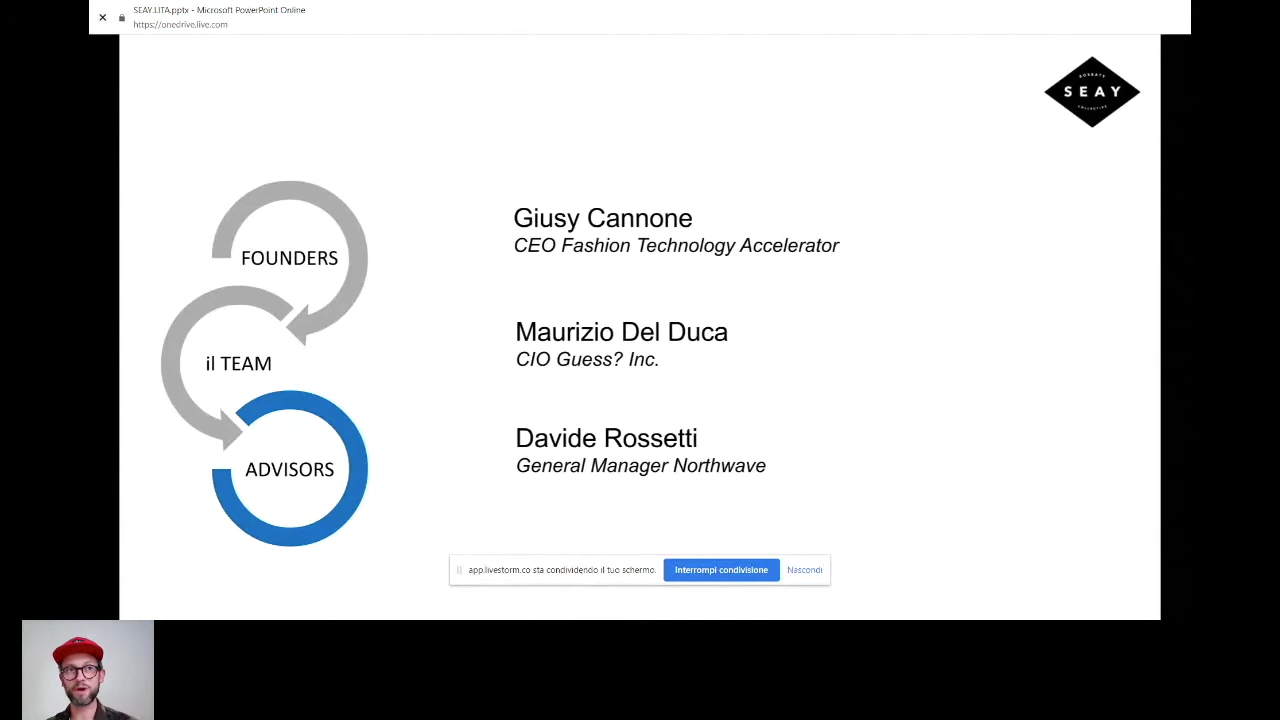 SEAY.LITA.pptx - Microsoft PowerPoint Online
https://onedrive.live.com
SEAY
COLLECTIVE
FOUNDERS
il TEAM
ADVISORS
Giusy Cannone
CEO Fashion Technology Accelerator
Maurizio Del Duca
CIO Guess? Inc.
Davide Rossetti
General Manager Northwave
app.livestorm.co sta condividendo il tuo schermo.
Interrompi condivisione
Nascondi